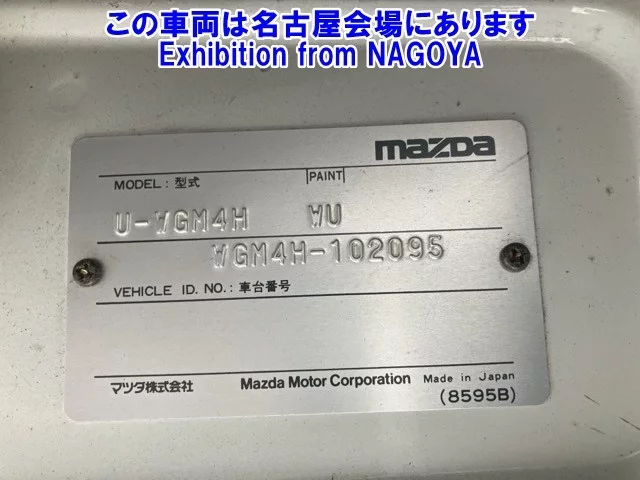 この車両は名古屋会場にあります
Exhibition from NAGOYA
mazda
MODEL: 型式 PAINT
U-WGM4H WU
WGM4H-102095
VEHICLE ID. NO.: 車台番号
マツダ株式会社 Mazda Motor Corporation Made in Japan
(8595B)